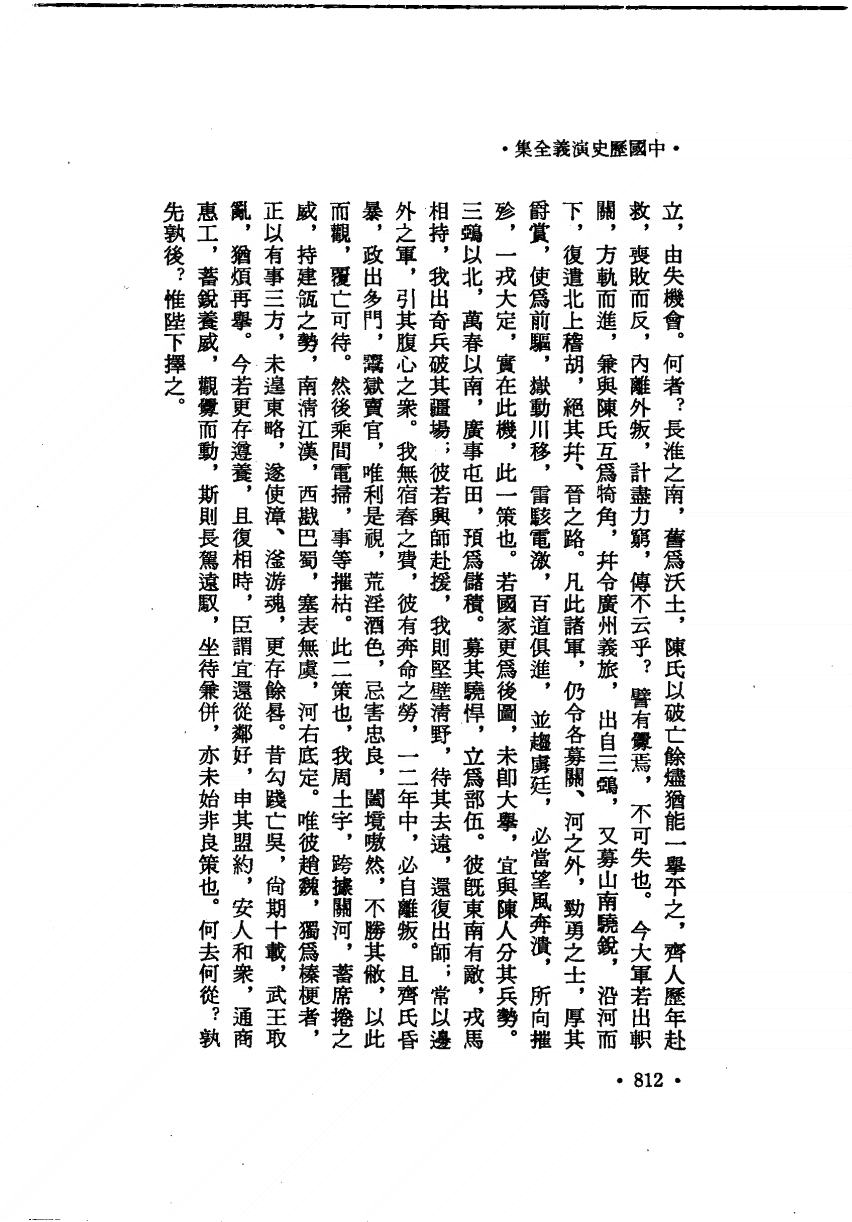 ·中國歷史演義全集·
立，由失機會。何者？長淮之南，舊爲沃土，陳氏以破亡餘燼猶能一擧平之，齊人歷年赴
救，喪敗而反，內離外叛，計盡力窮，傳不云乎？譬有釁焉，不可失也。今大軍若出軹
關，方軌而進，兼與陳氏互爲犄角，幷令廣州義旅，出自三鵶，又募山南驍銳，沿河而
下，復遣北上稽胡，絕其幷、晉之路。凡此諸軍，仍令各募關、河之外，勁勇之士，厚其
爵賞，使爲前驅，嶽動川移，雷駭電激，百道俱進，並趨虜廷，必當望風奔潰，所向摧
殄，一戎大定，實在此機，此一策也。若國家更爲後圖，未卽大擧，宜與陳人分其兵勢。
三鵶以北，萬春以南，廣事屯田，預爲儲積。募其驍悍，立爲部伍。彼旣東南有敵，戎馬
相持，我出奇兵破其疆場；彼若興師赴援，我則堅壁淸野，待其去遠，還復出師；常以邊
外之軍，引其腹心之衆。我無宿舂之費，彼有奔命之勞，一二年中，必自離叛。且齊氏昏
暴，政出多門，鬻獄賣官，唯利是視，荒淫酒色，忌害忠良，闔境嗷然，不勝其敝，以此
而觀，覆亡可待。然後乘間電掃，事等摧枯。此二策也，我周土宇，跨據關河，蓄席捲之
威，持建瓴之勢，南淸江漢，西戡巴蜀，塞表無虞，河右底定。唯彼趙魏，獨爲榛梗者，
正以有事三方，未遑東略，遂使漳、滏游魂，更存餘晷。昔勾踐亡吳，尙期十載，武王取
亂，猶煩再擧。今若更存遵養，且復相時，臣謂宜還從鄰好，申其盟約，安人和衆，通商
惠工，蓄銳養威，觀釁而動，斯則長駕遠馭，坐待兼併，亦未始非良策也。何去何從？孰
先孰後？惟陛下擇之。
·812·